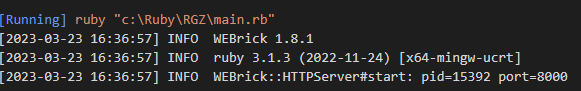 [Running] ruby "c:\Ruby\RGZ\main.rb"
[2023-03-23 16:36:57] INFO  WEBrick 1.8.1
[2023-03-23 16:36:57] INFO  ruby 3.1.3 (2022-11-24) [x64-mingw-ucrt]
[2023-03-23 16:36:57] INFO  WEBrick::HTTPServer#start: pid=15392 port=8000